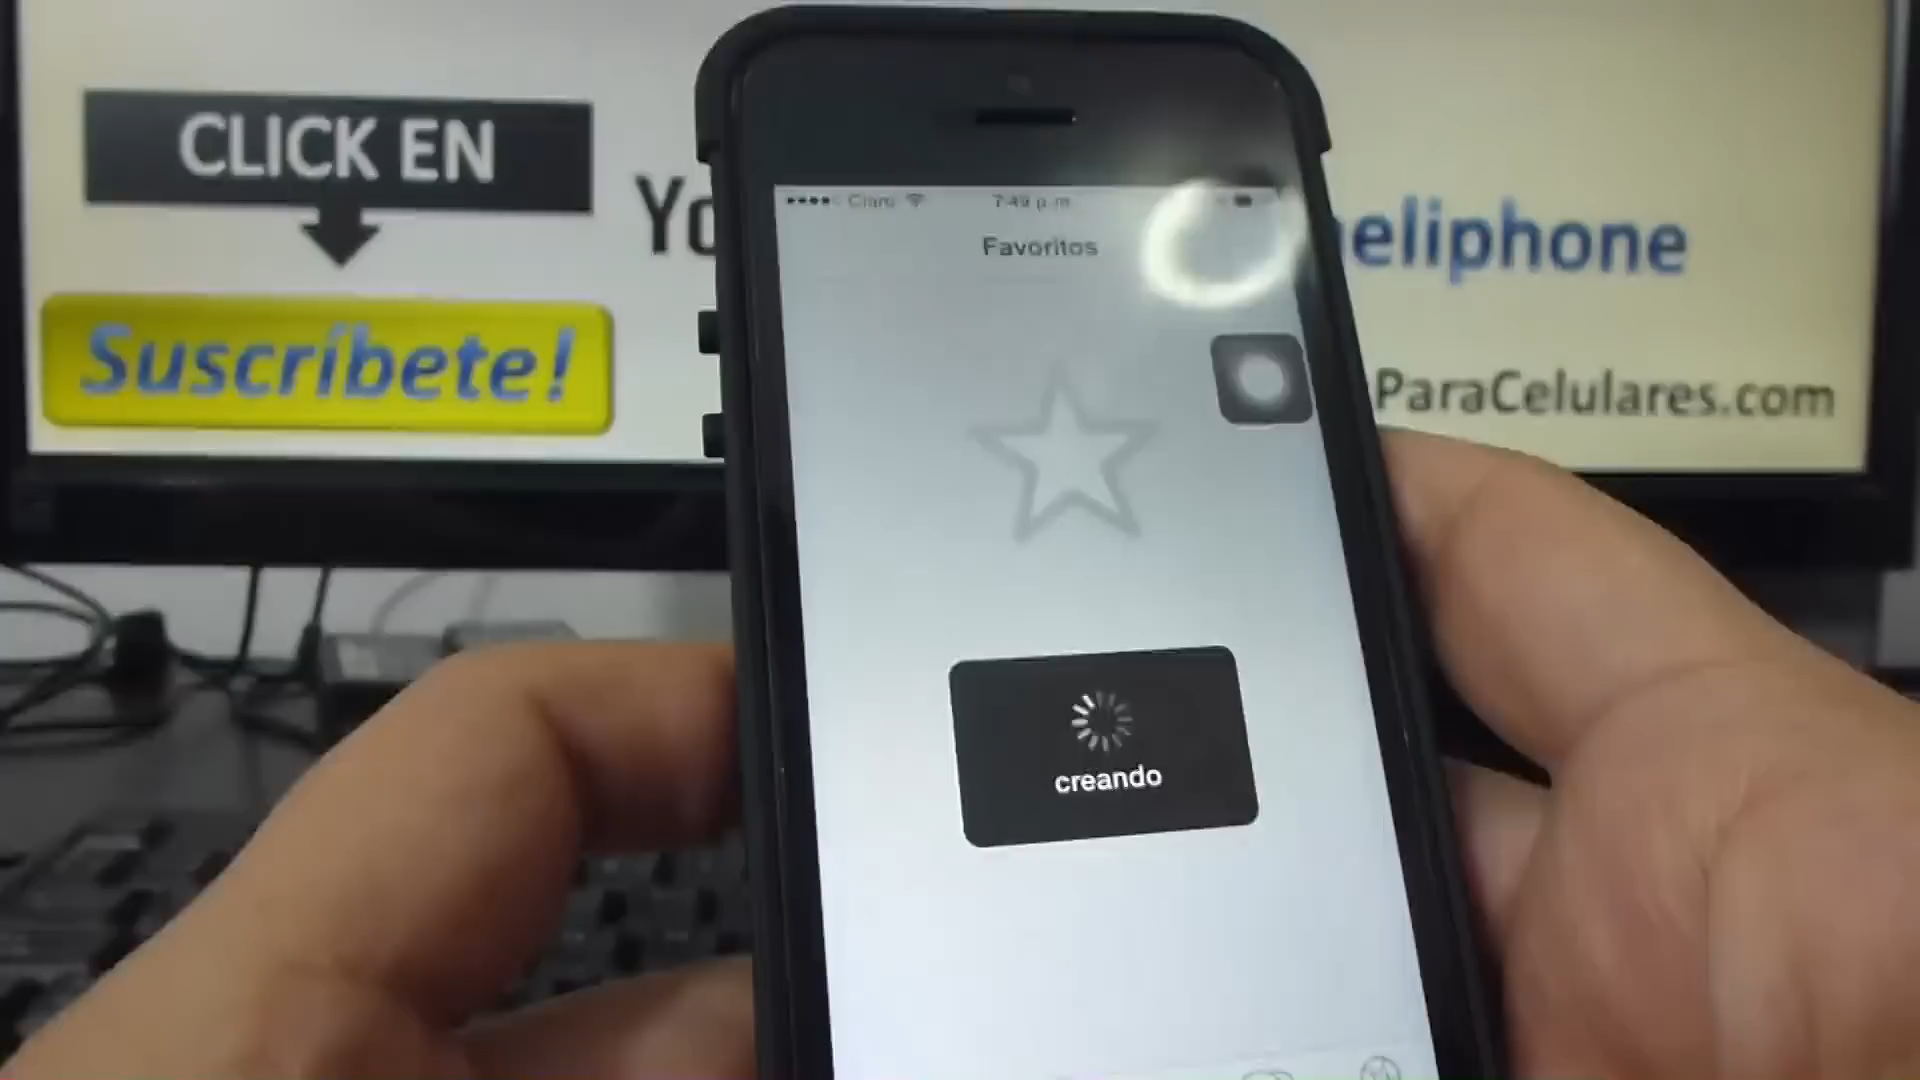 CLICK EN
Suscríbete!
Yo
eliphone
ParaCelulares.com
Claro
7:49 p.m.
Favoritos
creando